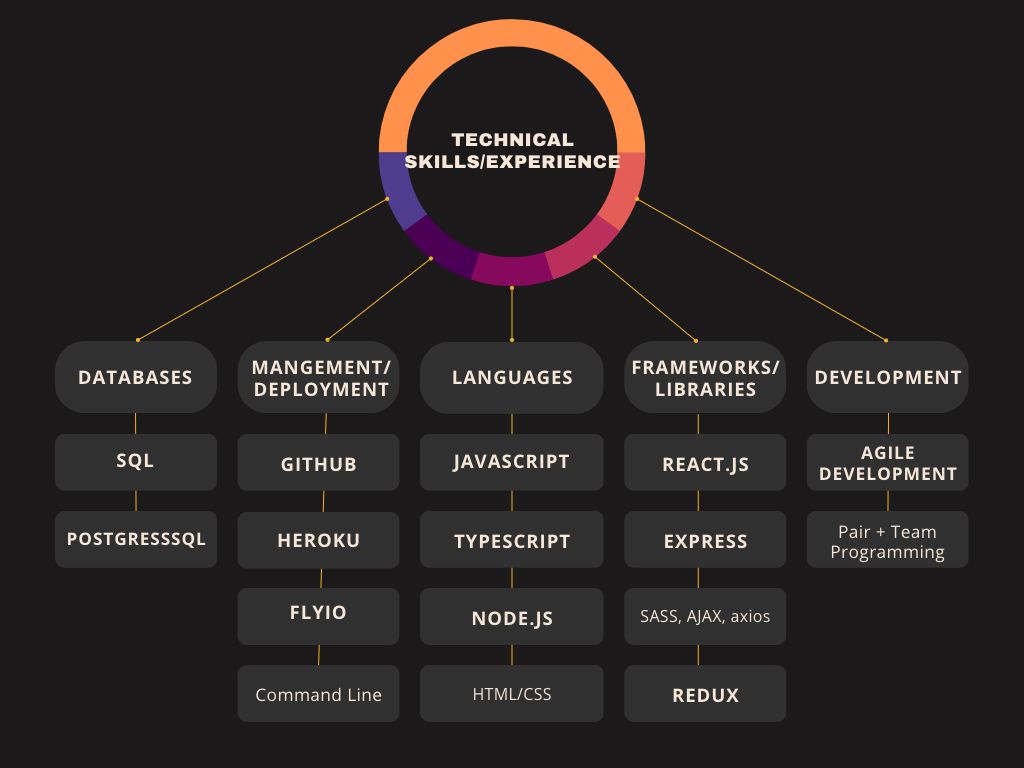 TECHNICAL
SKILLS/EXPERIENCE
DATABASES
SQL
POSTGRESSSQL
MANGEMENT/
DEPLOYMENT
GITHUB
HEROKU
FLYIO
Command Line
LANGUAGES
JAVASCRIPT
TYPESCRIPT
NODE.JS
HTML/CSS
FRAMEWORKS/
LIBRARIES
REACT.JS
EXPRESS
SASS, AJAX, axios
REDUX
DEVELOPMENT
AGILE
DEVELOPMENT
Pair + Team
Programming